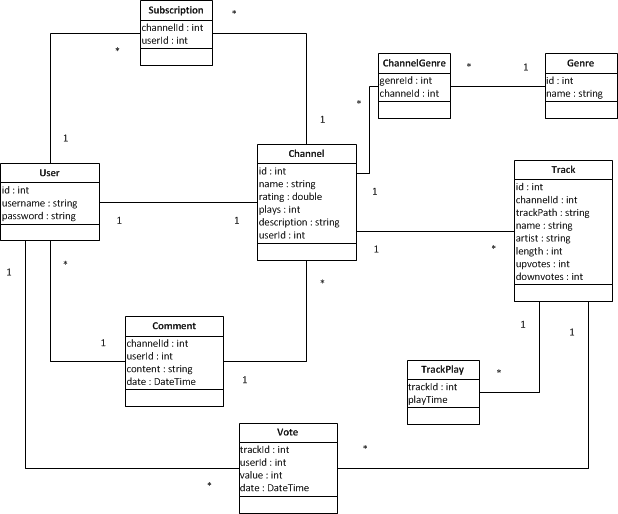 Subscription
channelId : int
userId : int
*
*
ChannelGenre
genreId : int
channelId : int
*
1
Genre
id : int
name : string
*
1
1
User
id : int
username : string
password : string
Channel
id : int
name : string
rating : double
plays : int
description : string
userId : int
*
1
1
1
1
*
Track
id : int
channelId : int
trackPath : string
name : string
artist : string
length : int
upvotes : int
downvotes : int
1
*
*
Comment
channelId : int
userId : int
content : string
date : DateTime
1
1
1
1
TrackPlay
trackId : int
playTime
*
Vote
trackId : int
userId : int
value : int
date : DateTime
*
*